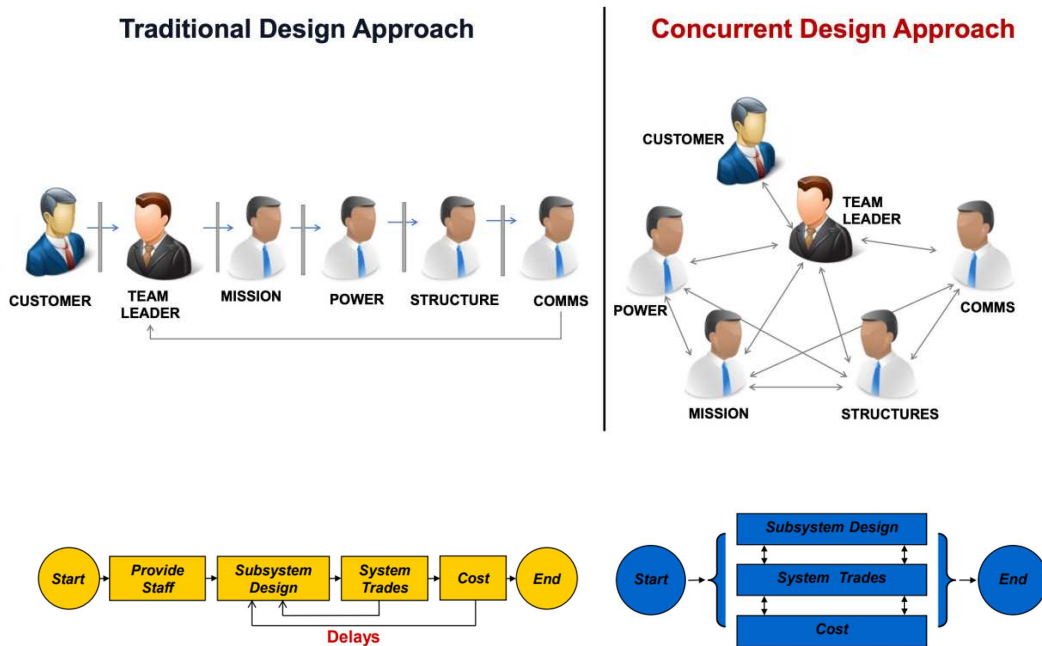 Traditional Design Approach
Concurrent Design Approach
CUSTOMER
TEAM
LEADER
MISSION
POWER
STRUCTURE
COMMS
CUSTOMER
TEAM
LEADER
POWER
COMMS
MISSION
STRUCTURES
Start
Provide
Staff
Subsystem
Design
System
Trades
Cost
End
Delays
Start
Subsystem Design
System Trades
Cost
End